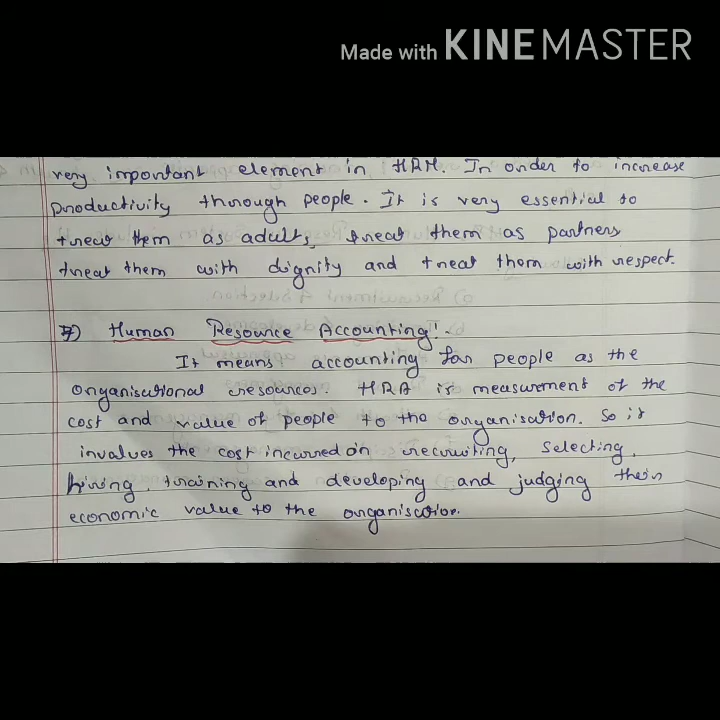 Made with KINEMASTER
very important element in HRM. In order to increase
productivity through people. It is very essential to
treat them as adults, treat them as partners
treat them with dignity and treat them with respect.
7) Human Resource Accounting:-
It means accounting for people as the
organisational resources. HRA is measurement of the
cost and value of people to the organisation. So it
involves the cost incurred on recruiting, selecting,
hiring, training and developing and judging their
economic value to the organisation.